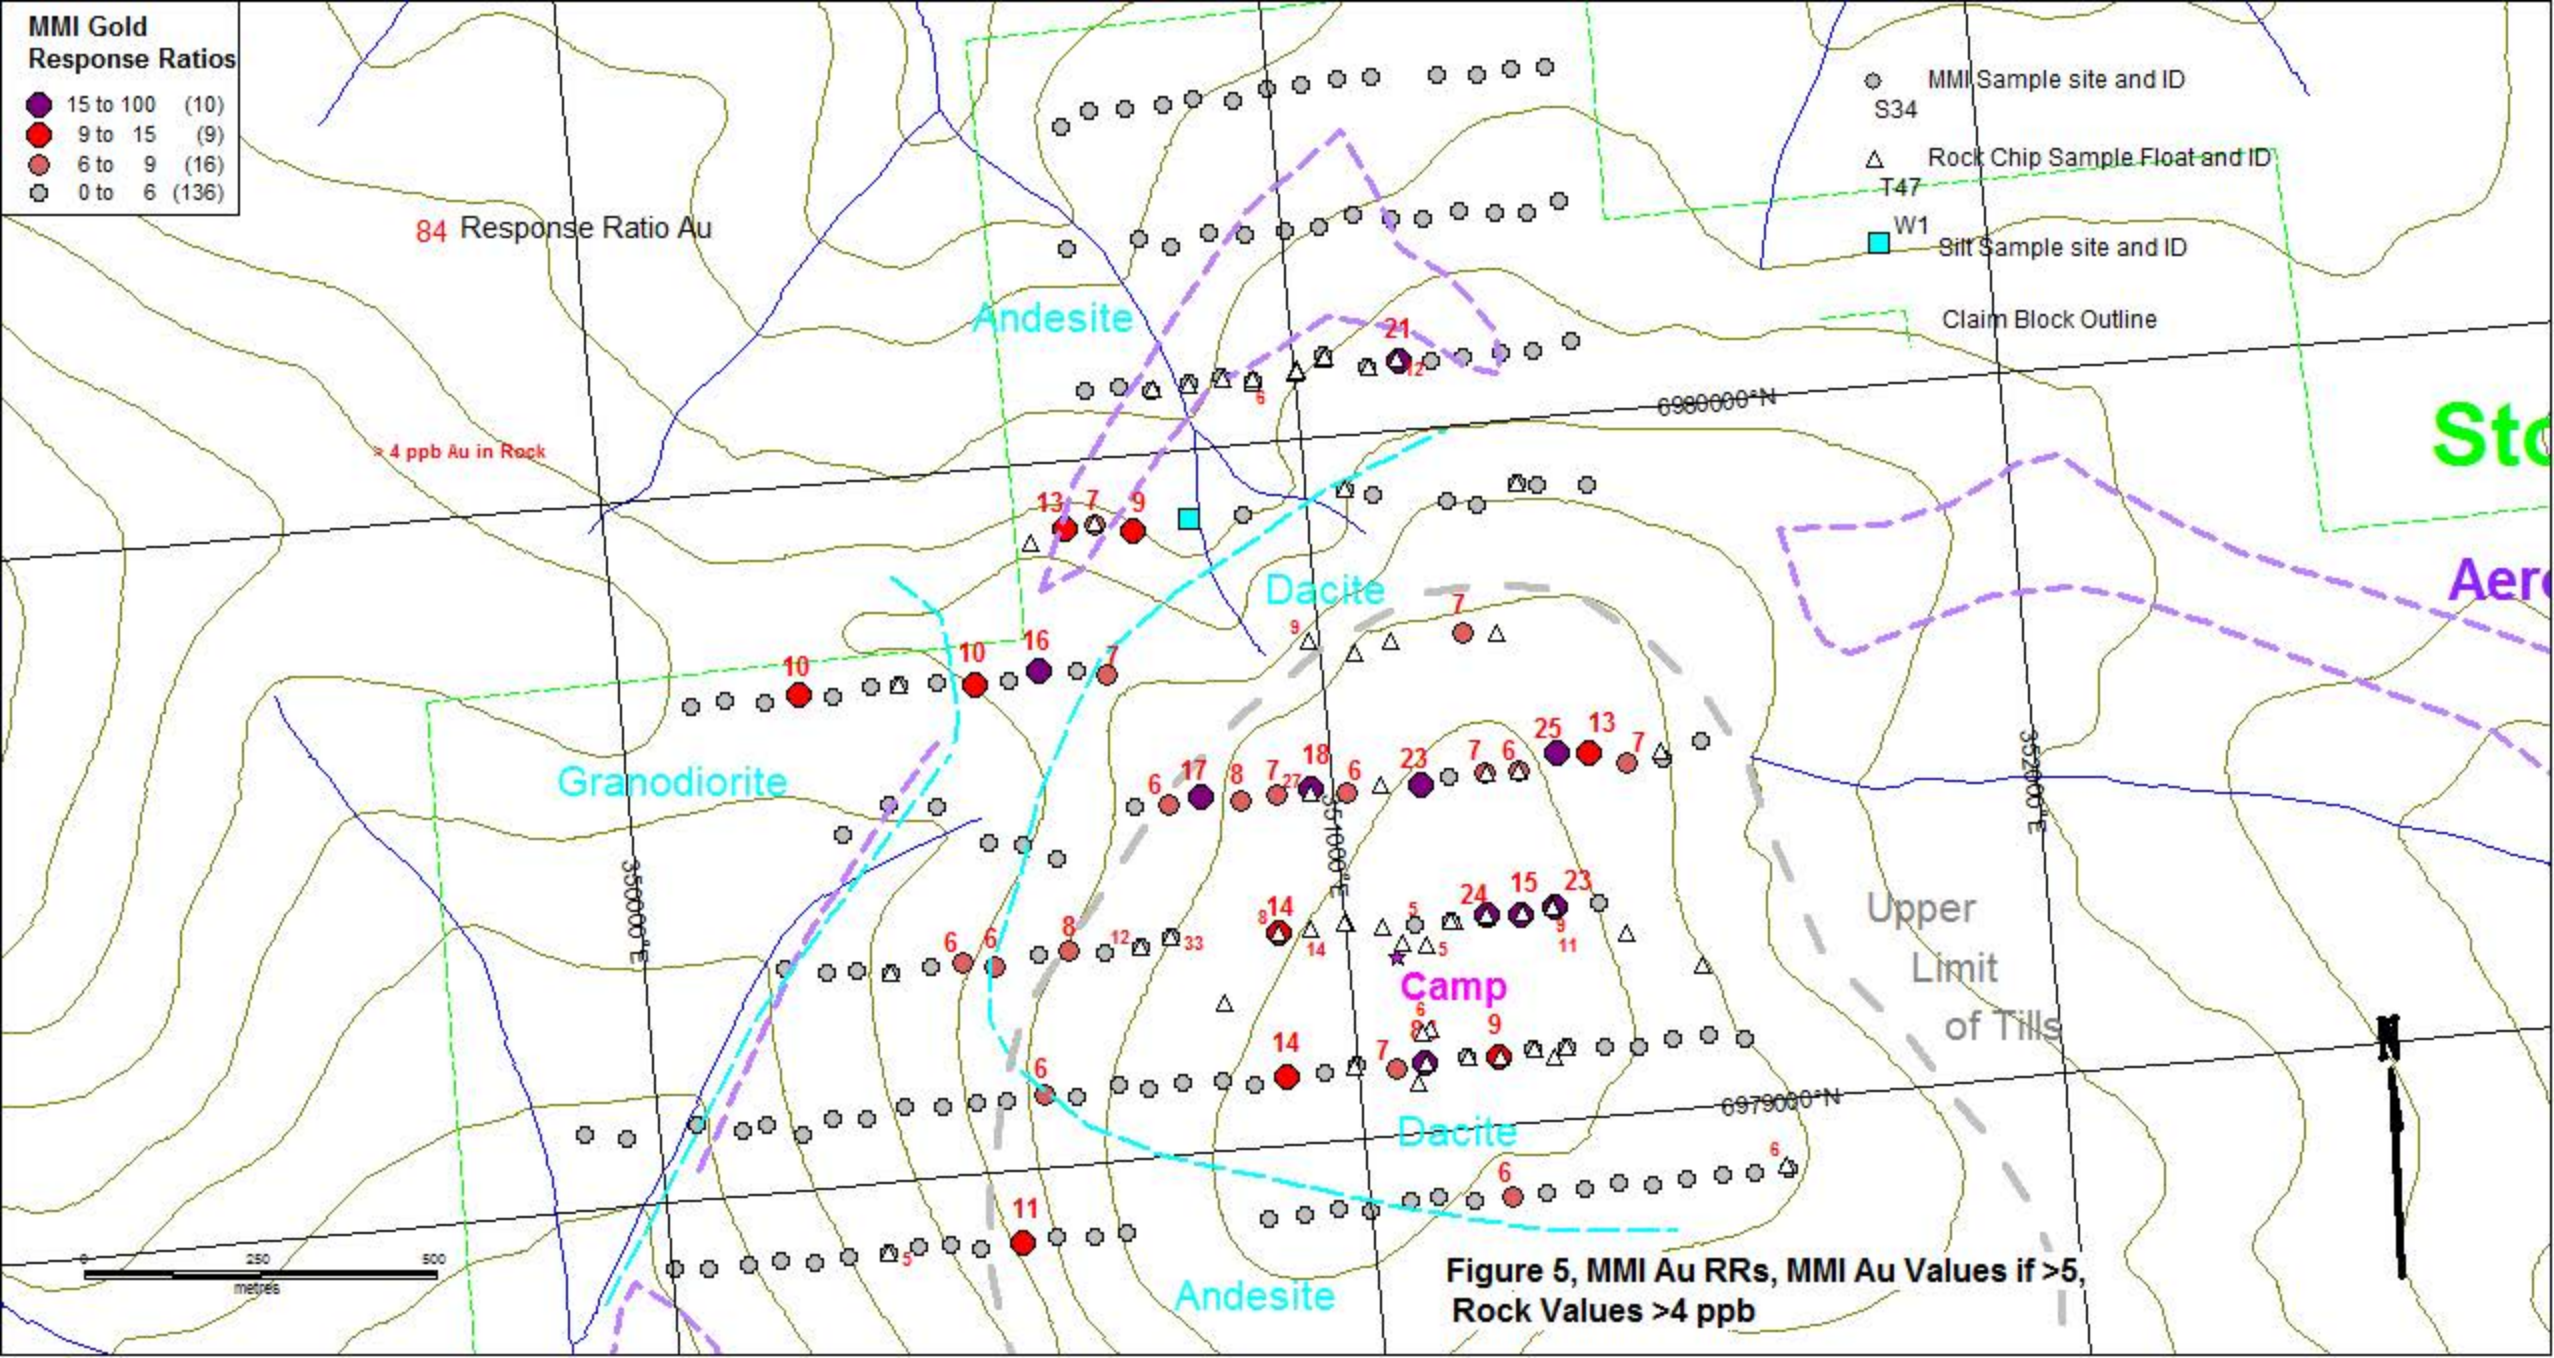 MMI Gold
Response Ratios
15 to 100 (10)
9 to 15 (9)
6 to 9 (16)
0 to 6 (136)
MMI Sample site and ID
S34
Rock Chip Sample Float and ID
T47
W1
Silt Sample site and ID
Claim Block Outline
84 Response Ratio Au
Andesite
21
12
6
6980000°N
Sto
> 4 ppb Au in Rock
13 7 9
Aero
Dacite
7
9
10 10 16 7
25 13 7
17 8 7 27 18 6 23 7 6
6
Granodiorite
352000°E
351000°E
350000°E
24 15 23
8 14 5
6 6 8 12 33 14 5 9
11
Upper
Limit
of Tills
Camp
6
14 7 9
6
6979000°N
Dacite
6
6
11
5
0 250 500
metres
Andesite
Figure 5, MMI Au RRs, MMI Au Values if >5,
Rock Values >4 ppb